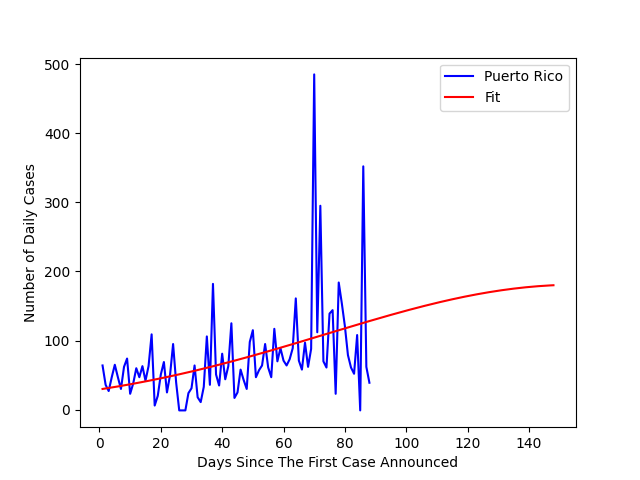 Puerto Rico
Fit
500
400
300
200
100
0
Number of Daily Cases
0 20 40 60 80 100 120 140
Days Since The First Case Announced